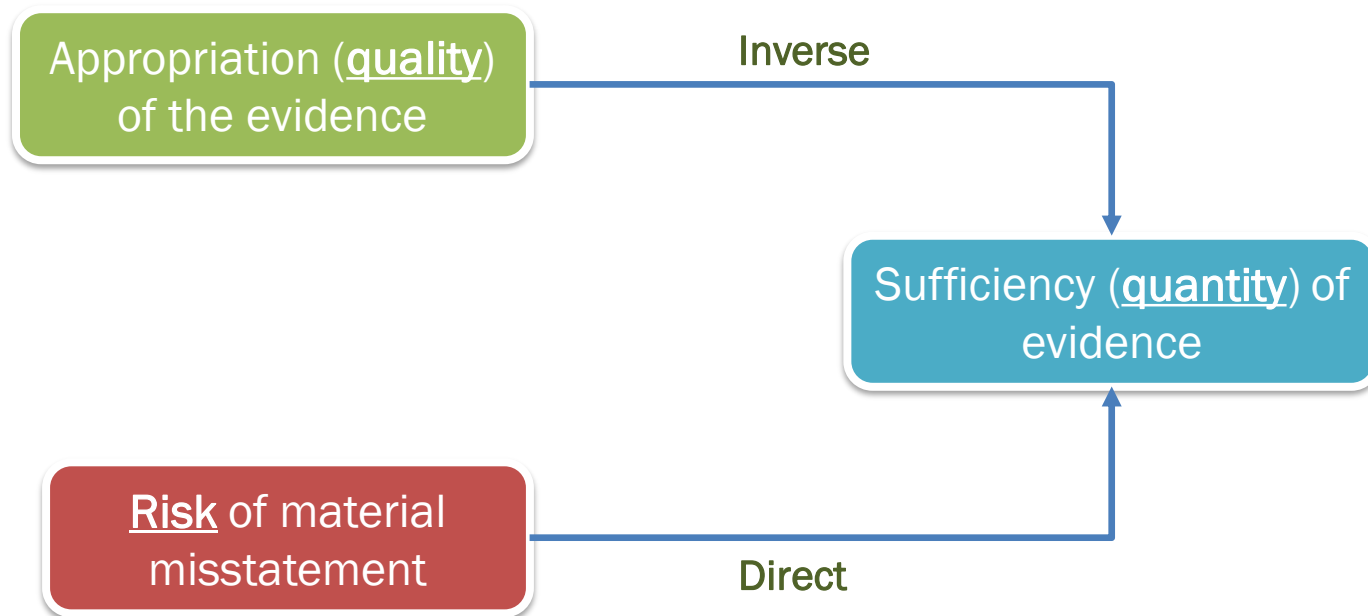 Appropriation (quality)
of the evidence
Inverse
Sufficiency (quantity) of
evidence
Risk of material
misstatement
Direct